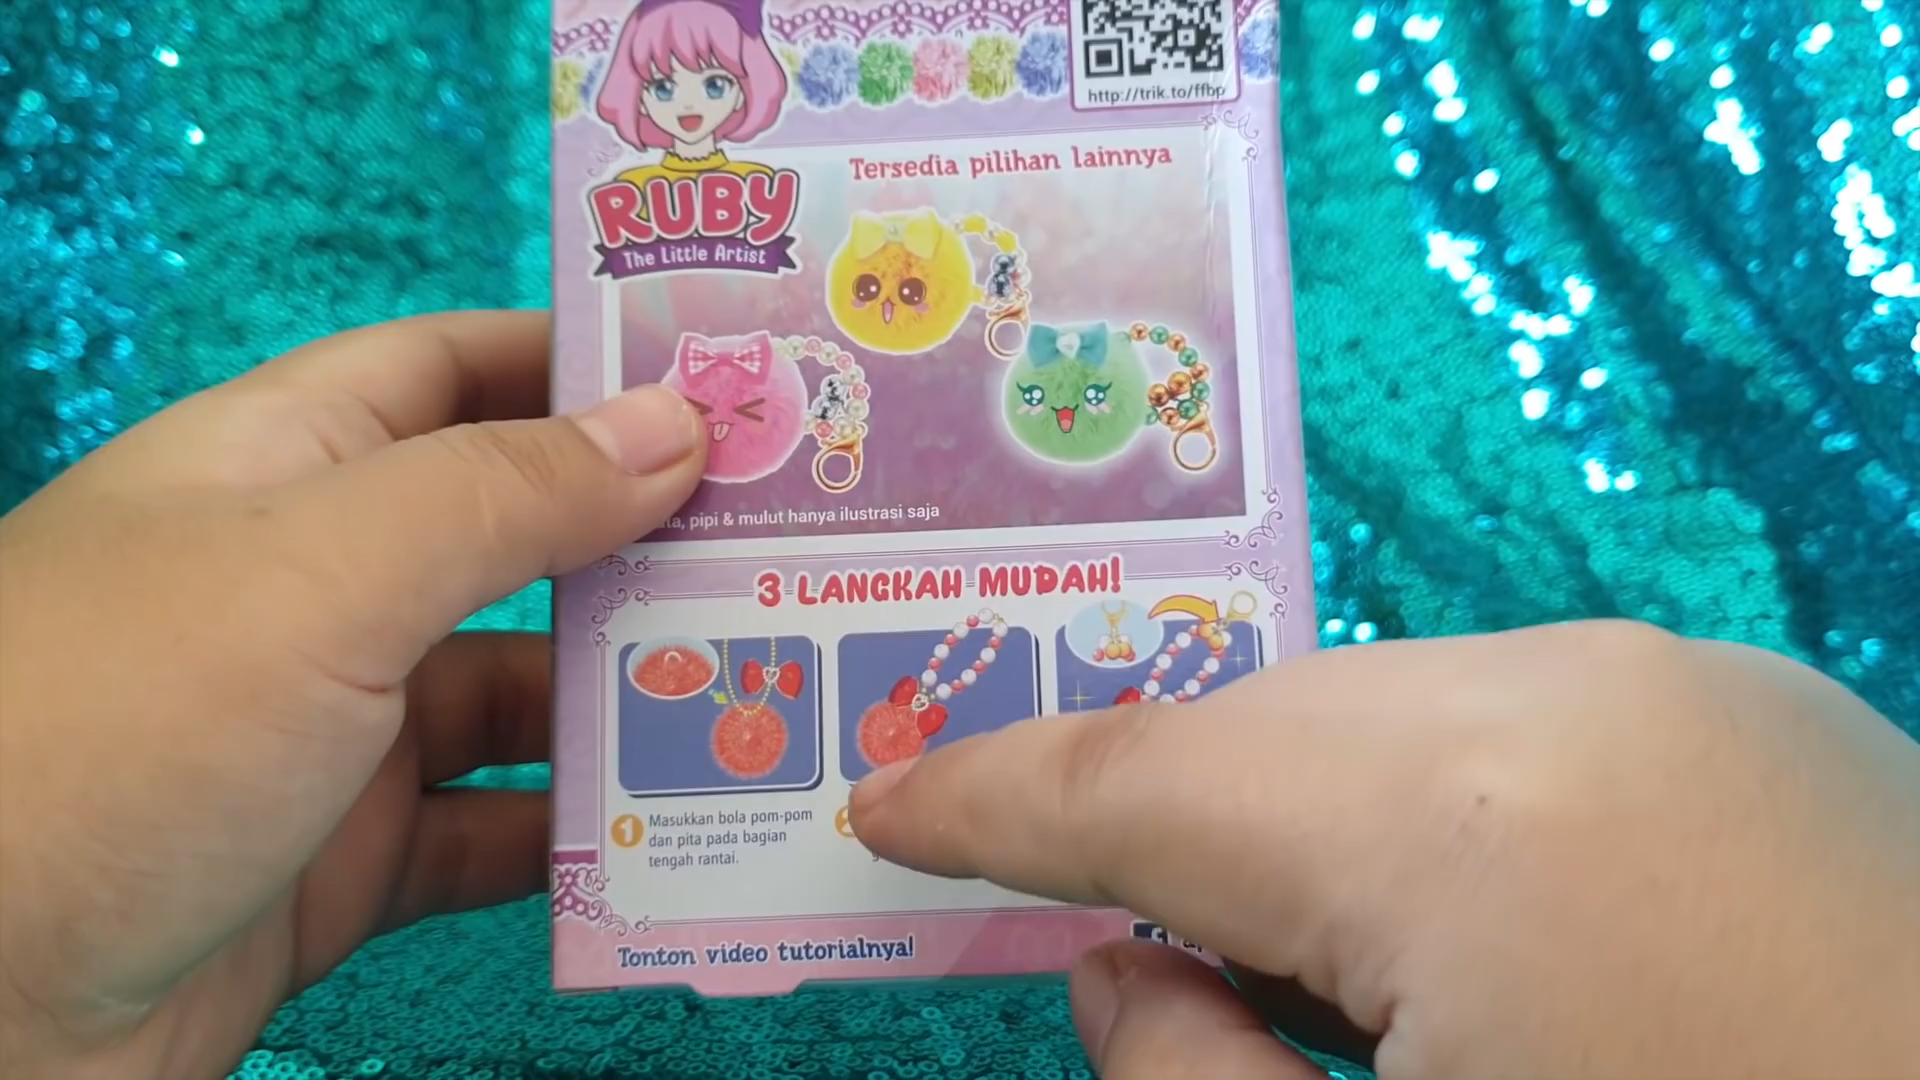 http://trik.to/ffbp
RUBY
The Little Artist
Tersedia pilihan lainnya
pipi & mulut hanya ilustrasi saja
3 LANGKAH MUDAH!
1 Masukkan bola pom-pom
dan pita pada bagian
tengah rantai.
Tonton video tutorialnya!